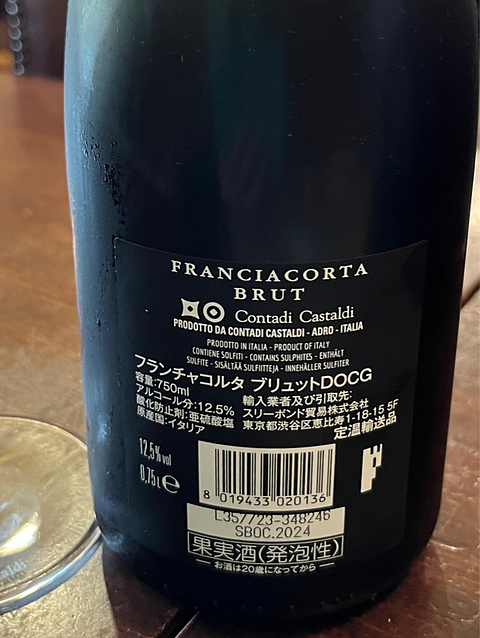 FRANCIACORTA
BRUT
Contadi Castaldi
PRODOTTO DA CONTADI CASTALDI - ADRO - ITALIA
PRODOTTO IN ITALIA - PRODUCT OF ITALY
CONTIENE SOLFITI - CONTAINS SULPHITES - ENTHÄLT
SULFITE - SISÄLTÄÄ SULFIITTEJA - INNEHÅLLER SULFITER
フランチャコルタ ブリュットDOCG
容量:750ml 輸入業者及び引取先:
アルコール分:12.5% スリーボンド貿易株式会社
酸化防止剤:亜硫酸塩 東京都渋谷区恵比寿1-18-15 5F
原産国:イタリア 定温輸送品
12,5% vol
0,75L e
8 019433 020136
L357/23-348246
SBOC.2024
果実酒(発泡性)
お酒は20歳になってから